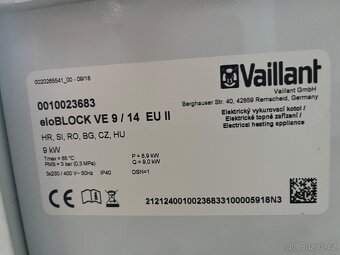 0020265541_00 - 09/18
Vaillant
Vaillant GmbH
Berghauser Str. 40, 42859 Remscheid, Germany
0010023683
eloBLOCK VE 9 / 14 EU II
HR, SI, RO, BG, CZ, HU
Električni vykurovací kotol /
Elektrické topné zařízení /
Electrical heating appliance
9 kW
Tmax = 85 °C
PMS = 3 bar (0,3 MPa)
P = 8,9 kW
Q = 9,0 kW
3x230 / 400 V~ 50Hz
IP40
DSN=1
CE
21212400100236833100005918N3